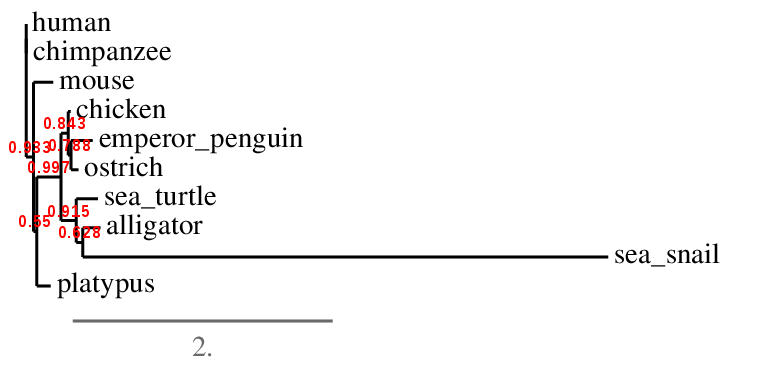 human
chimpanzee
mouse
chicken
0.843
emperor_penguin
0.933
0.788
ostrich
0.997
sea_turtle
0.915
0.55
alligator
0.628
sea_snail
platypus
2.